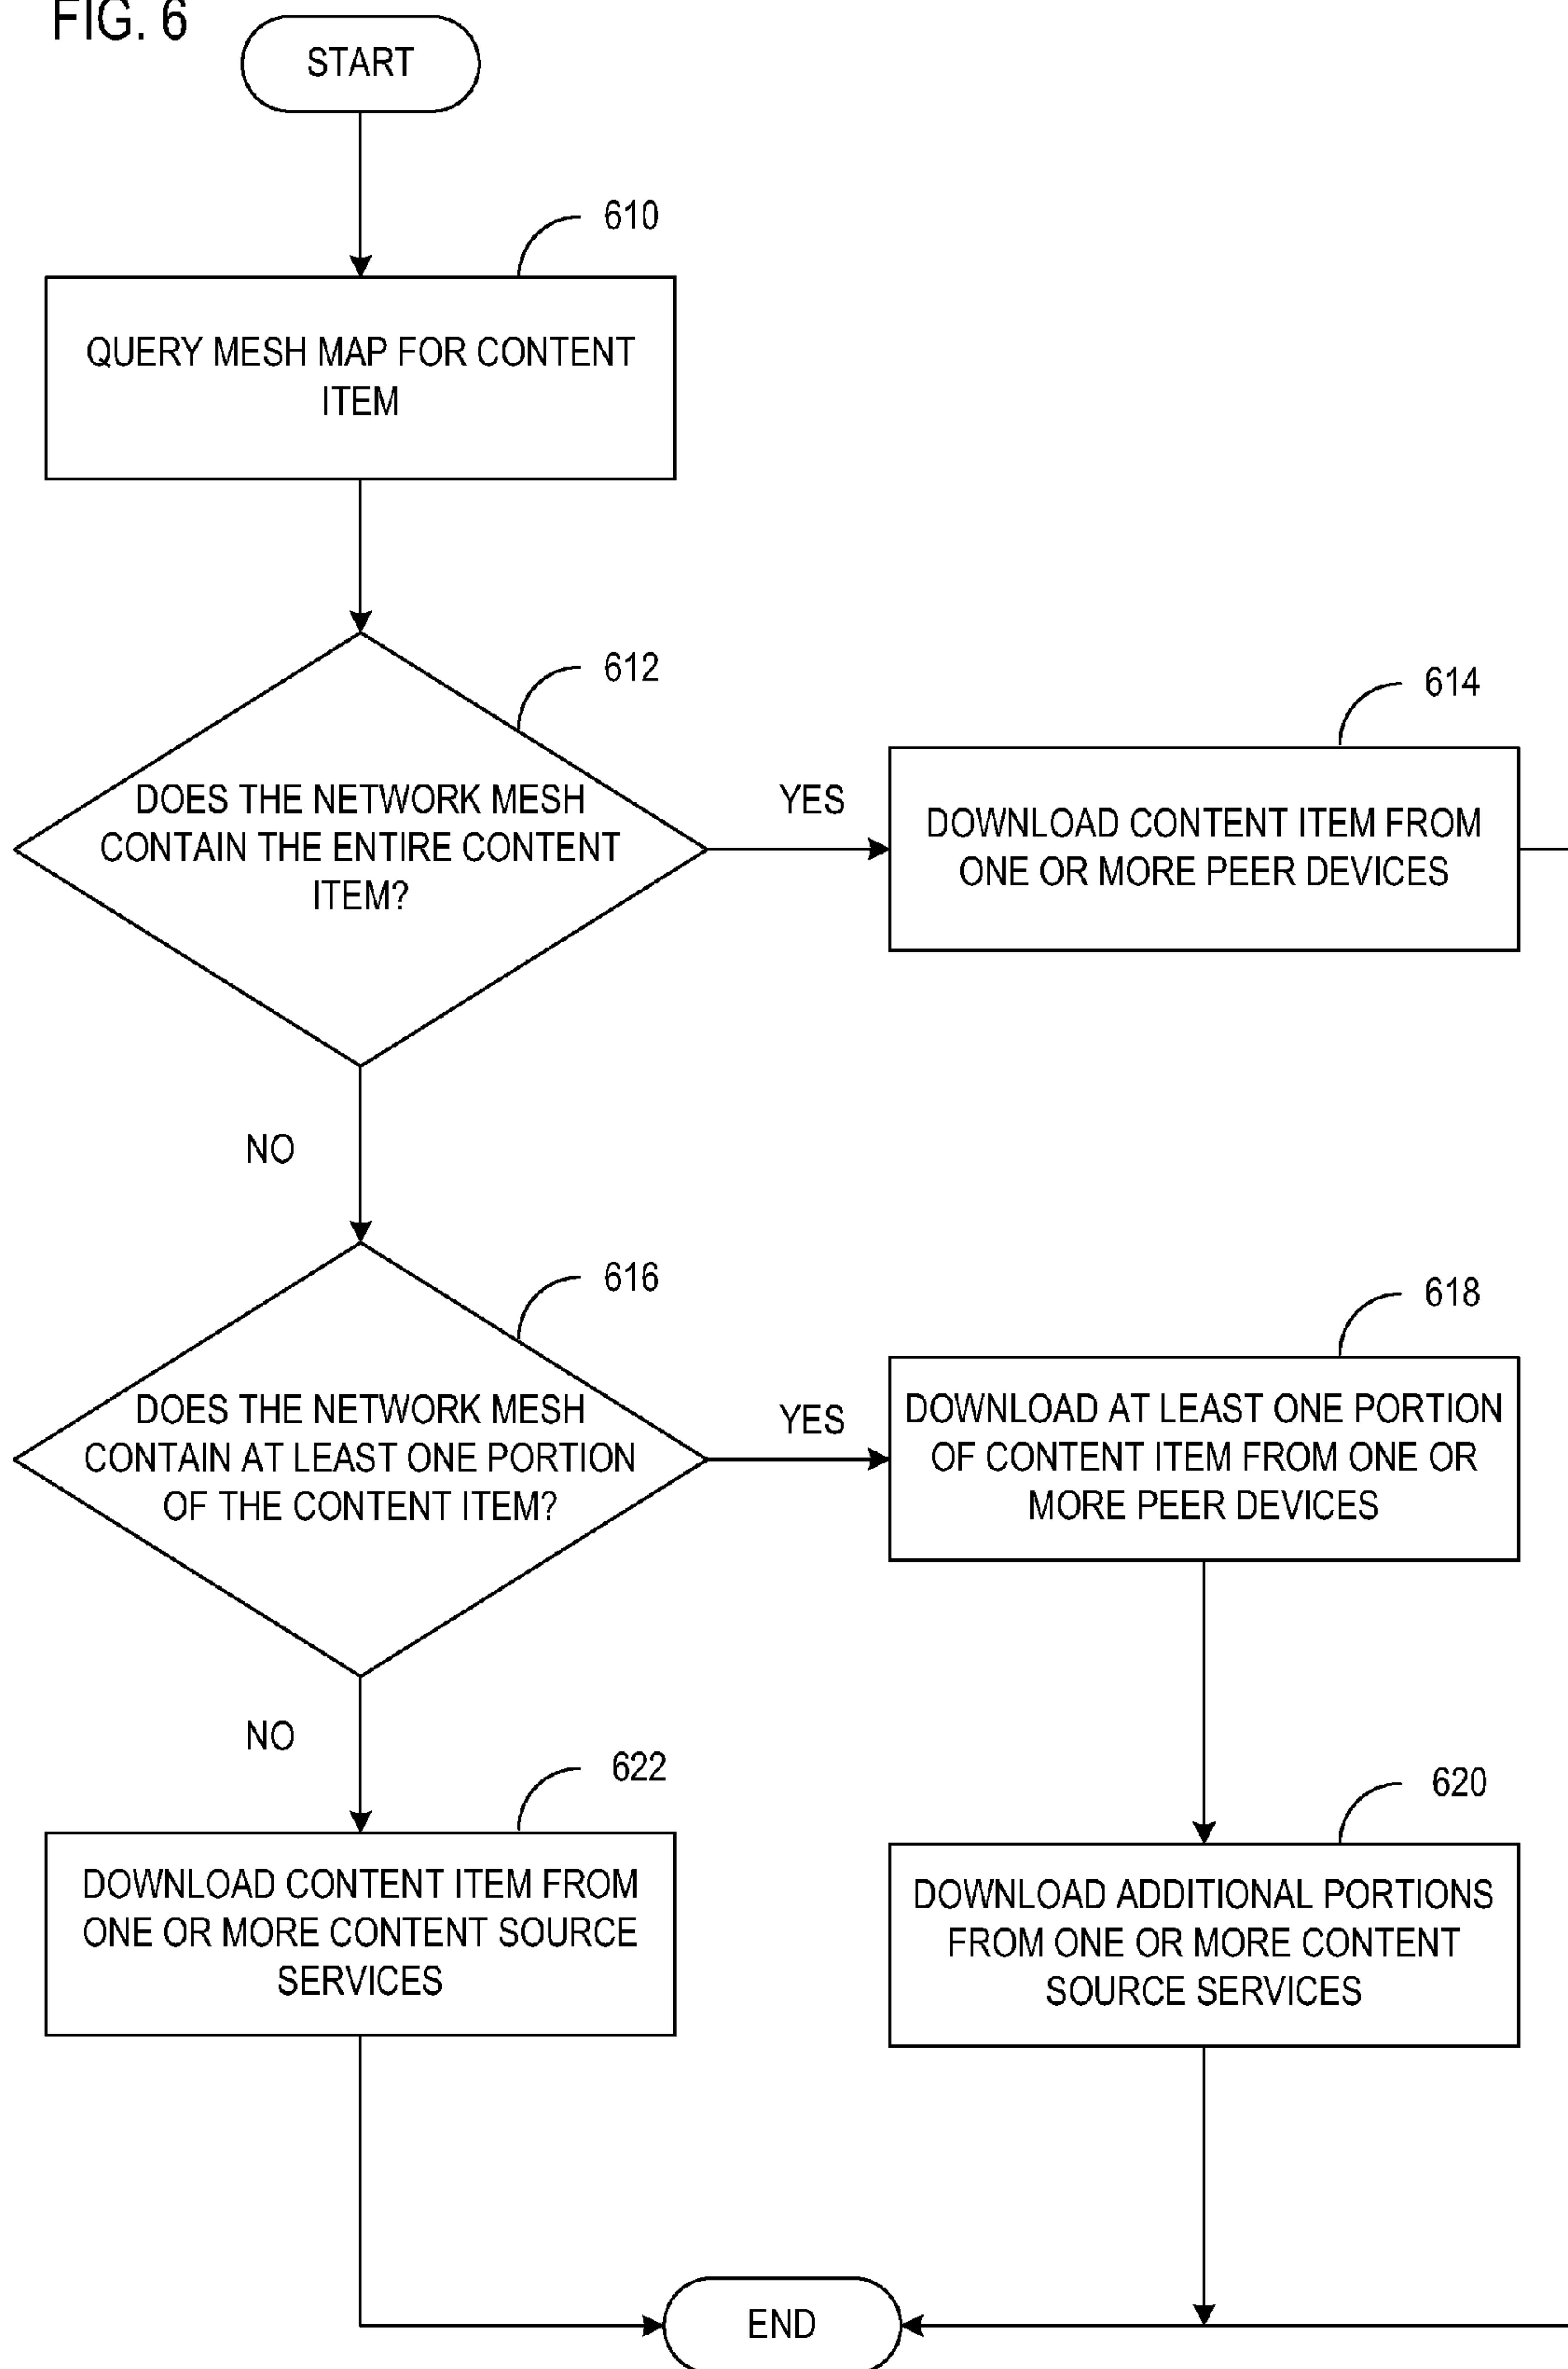 FIG. 6
START
610
QUERY MESH MAP FOR CONTENT
ITEM
612
DOES THE NETWORK MESH
CONTAIN THE ENTIRE CONTENT
ITEM?
YES
614
DOWNLOAD CONTENT ITEM FROM
ONE OR MORE PEER DEVICES
NO
616
DOES THE NETWORK MESH
CONTAIN AT LEAST ONE PORTION
OF THE CONTENT ITEM?
YES
618
DOWNLOAD AT LEAST ONE PORTION
OF CONTENT ITEM FROM ONE OR
MORE PEER DEVICES
NO
622
DOWNLOAD CONTENT ITEM FROM
ONE OR MORE CONTENT SOURCE
SERVICES
620
DOWNLOAD ADDITIONAL PORTIONS
FROM ONE OR MORE CONTENT
SOURCE SERVICES
END